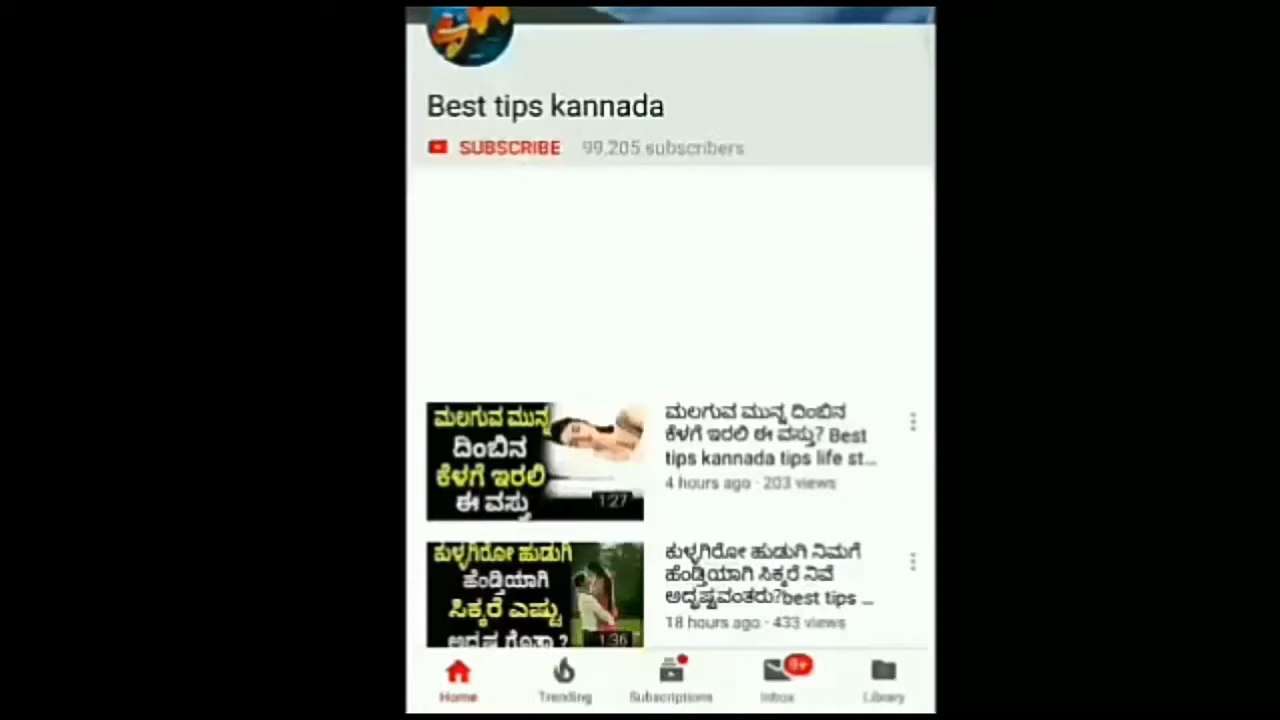 Best tips kannada
SUBSCRIBE 99,205 subscribers
ಮಲಗುವ ಮುನ್ನ
ದಿಂಬಿನ
ಕೆಳಗೆ ಇರಲಿ
ಈ ವಸ್ತು
1:27
ಮಲಗುವ ಮುನ್ನ ದಿಂಬಿನ
ಕೆಳಗೆ ಇರಲಿ ಈ ವಸ್ತು? Best
tips kannada tips life st...
4 hours ago · 203 views
ಕುಳ್ಳಗಿರೋ ಹುಡುಗಿ
ಹೆಂಡ್ತಿಯಾಗಿ
ಸಿಕ್ಕರೆ ಎಷ್ಟು
ಅದೃಷ್ಟ ಗೊತ್ತಾ ?
1:36
ಕುಳ್ಳಗಿರೋ ಹುಡುಗಿ ನಿಮಗೆ
ಹೆಂಡ್ತಿಯಾಗಿ ಸಿಕ್ಕರೆ ನಿವೆ
ಅದೃಷ್ಟವಂತರು?best tips ...
18 hours ago · 433 views
9+
Home Trending Subscriptions Inbox Library